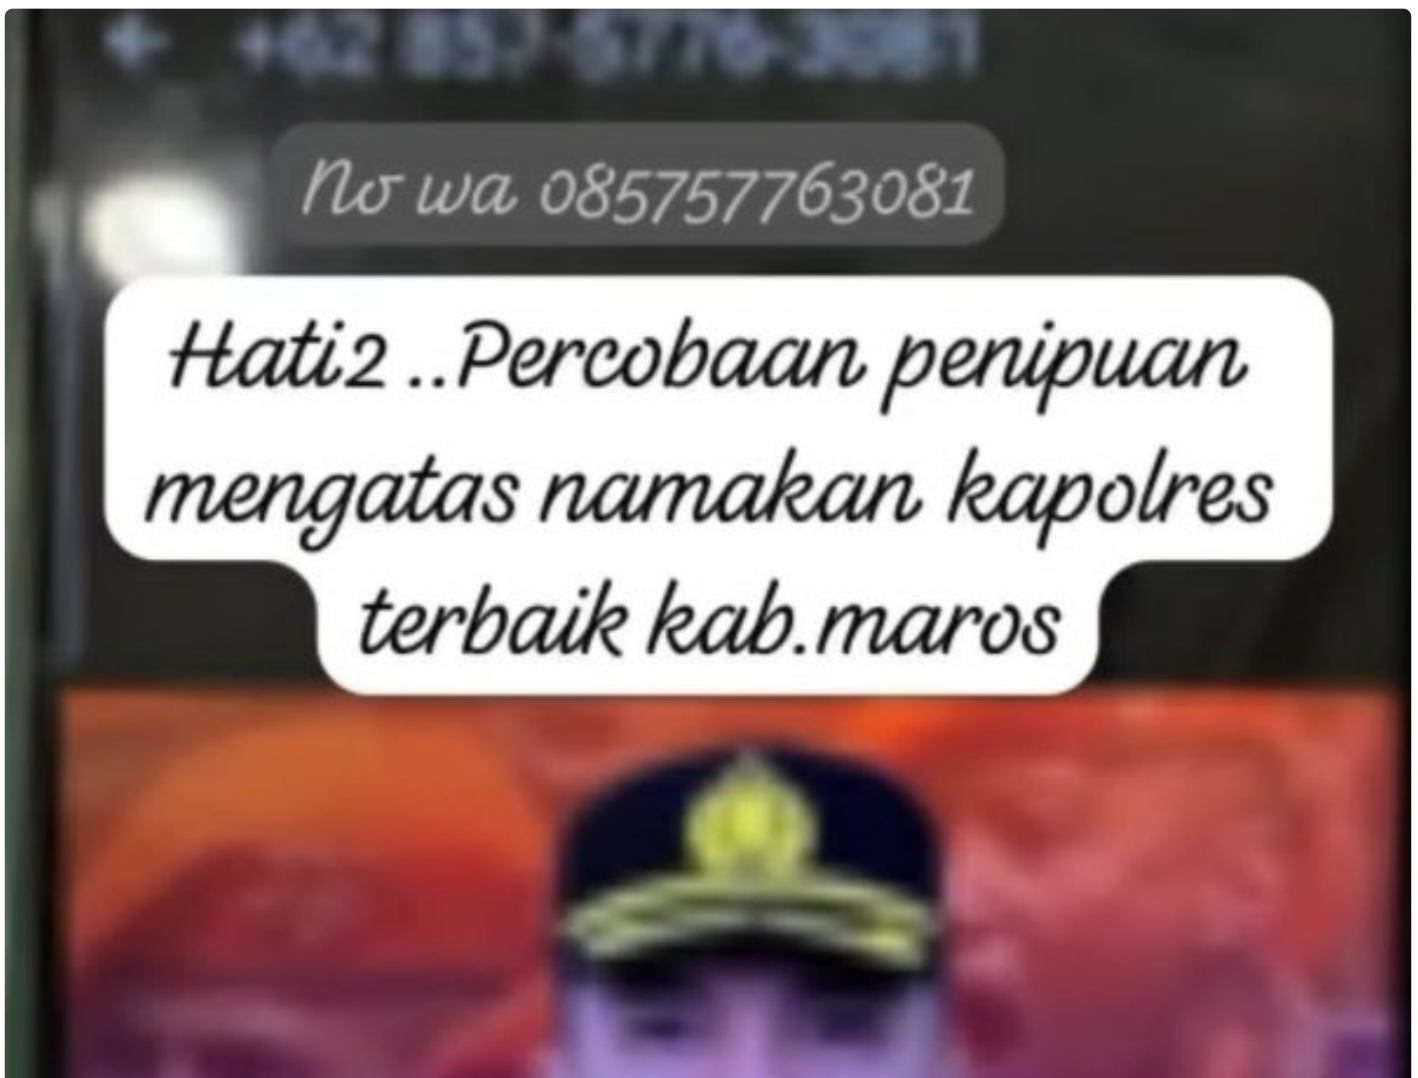 No wa 085757763081
Hati2 ..Percobaan penipuan
mengatas namakan kapolres
terbaik kab.maros